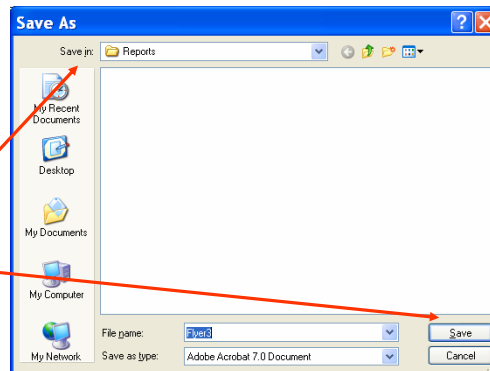 Save As
Save in: Reports
My Recent
Documents
Desktop
My Documents
My Computer
My Network
File name: Flyer3 Save
Save as type: Adobe Acrobat 7.0 Document Cancel